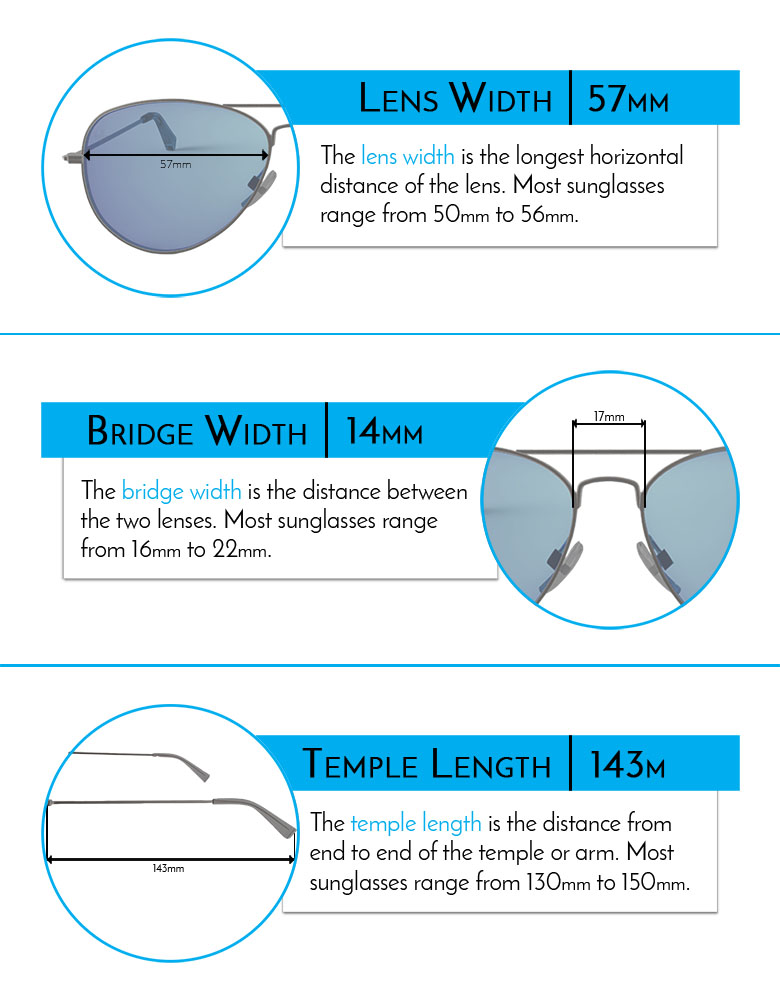 LENS WIDTH | 57MM
57mm
The lens width is the longest horizontal
distance of the lens. Most sunglasses
range from 50mm to 56mm.
BRIDGE WIDTH | 14MM
17mm
The bridge width is the distance between
the two lenses. Most sunglasses range
from 16mm to 22mm.
TEMPLE LENGTH | 143M
143mm
The temple length is the distance from
end to end of the temple or arm. Most
sunglasses range from 130mm to 150mm.